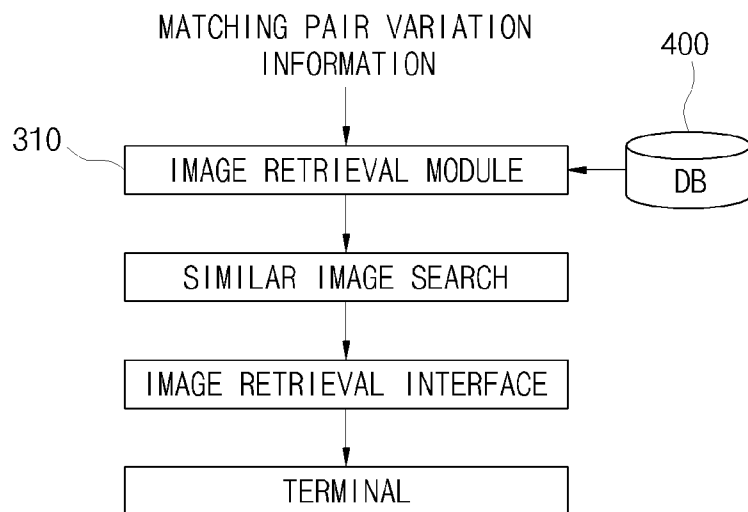 MATCHING PAIR VARIATION
INFORMATION
400
310
IMAGE RETRIEVAL MODULE
DB
SIMILAR IMAGE SEARCH
IMAGE RETRIEVAL INTERFACE
TERMINAL